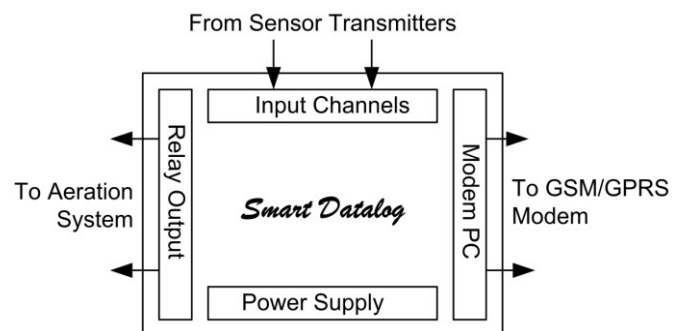 From Sensor Transmitters
Input Channels
Relay Output
Modem PC
To Aeration
System
Smart Datalog
To GSM/GPRS
Modem
Power Supply